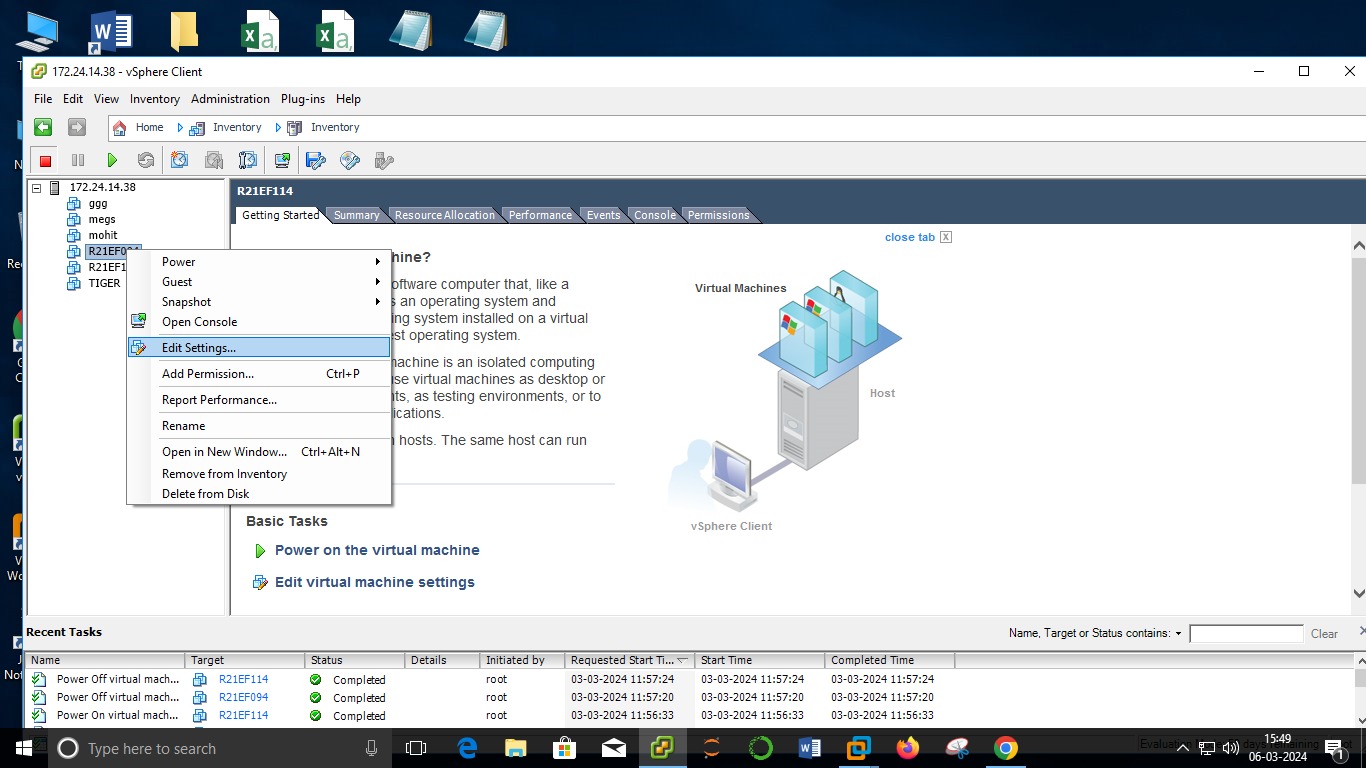 172.24.14.38 - vSphere Client
File Edit View Inventory Administration Plug-ins Help
Home Inventory Inventory
172.24.14.38
ggg
megs
mohit
R21EF094
R21EF1
TIGER
R21EF114
Getting Started Summary Resource Allocation Performance Events Console Permissions
close tab X
hine?
oftware computer that, like a
s an operating system and
ng system installed on a virtual
est operating system.
machine is an isolated computing
use virtual machines as desktop or
nts, as testing environments, or to
ications.
n hosts. The same host can run
Power
Guest
Snapshot
Open Console
Edit Settings...
Add Permission... Ctrl+P
Report Performance...
Rename
Open in New Window... Ctrl+Alt+N
Remove from Inventory
Delete from Disk
Virtual Machines
Host
vSphere Client
Basic Tasks
Power on the virtual machine
Edit virtual machine settings
Recent Tasks
Name, Target or Status contains: Clear
Name Target Status Details Initiated by Requested Start Ti... Start Time Completed Time
Power Off virtual mach... R21EF114 Completed root 03-03-2024 11:57:24 03-03-2024 11:57:24 03-03-2024 11:57:24
Power Off virtual mach... R21EF094 Completed root 03-03-2024 11:57:20 03-03-2024 11:57:20 03-03-2024 11:57:20
Power On virtual mach... R21EF114 Completed root 03-03-2024 11:56:33 03-03-2024 11:56:33 03-03-2024 11:56:33
Type here to search
15:49
06-03-2024
1